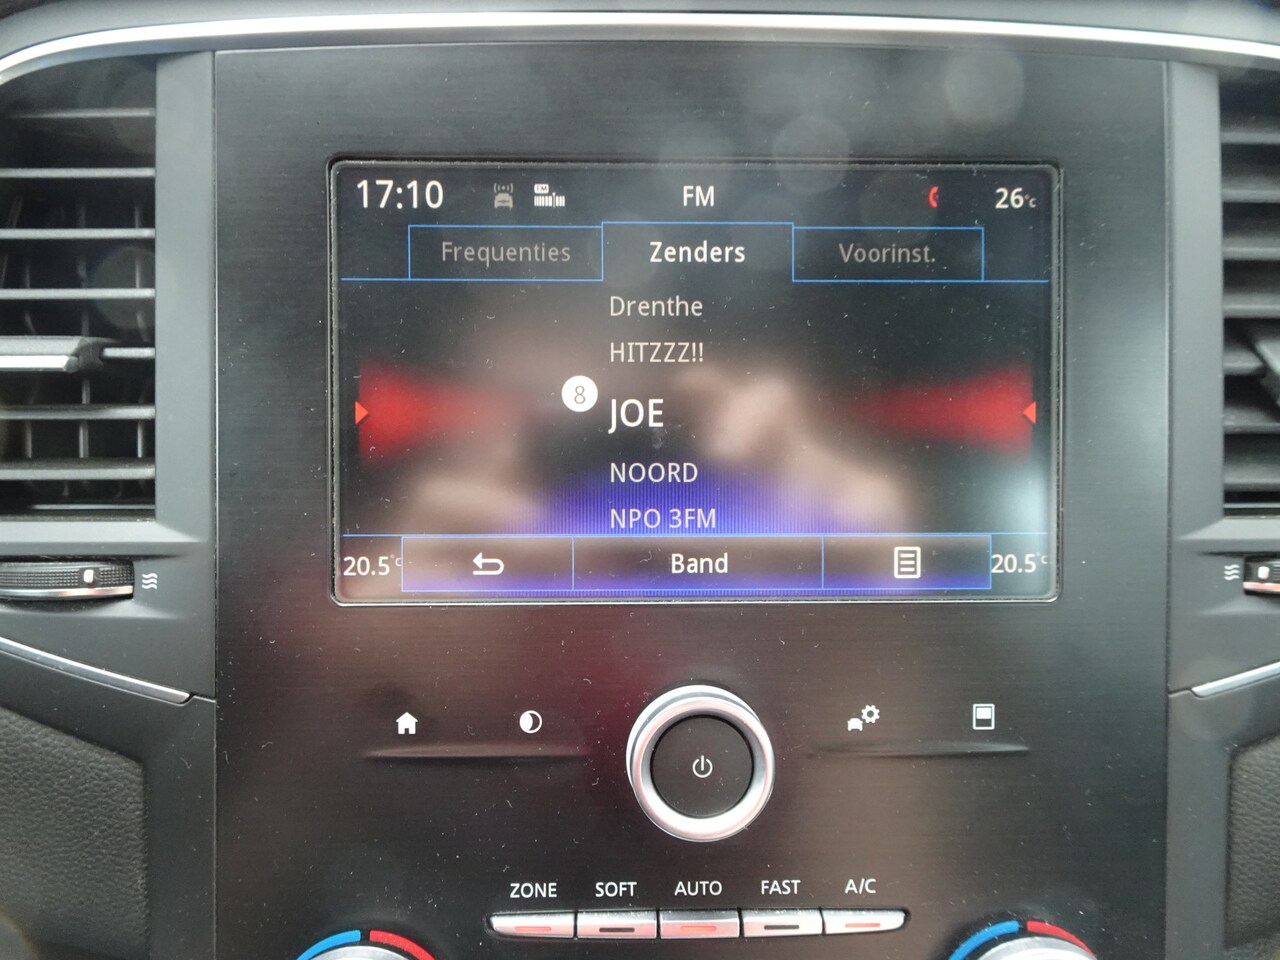 17:10 FM 26°c
Frequenties Zenders Voorinst.
Drenthe
HITZZZ!!
8 JOE
NOORD
NPO 3FM
20.5°c Band 20.5°c
ZONE SOFT AUTO FAST A/C